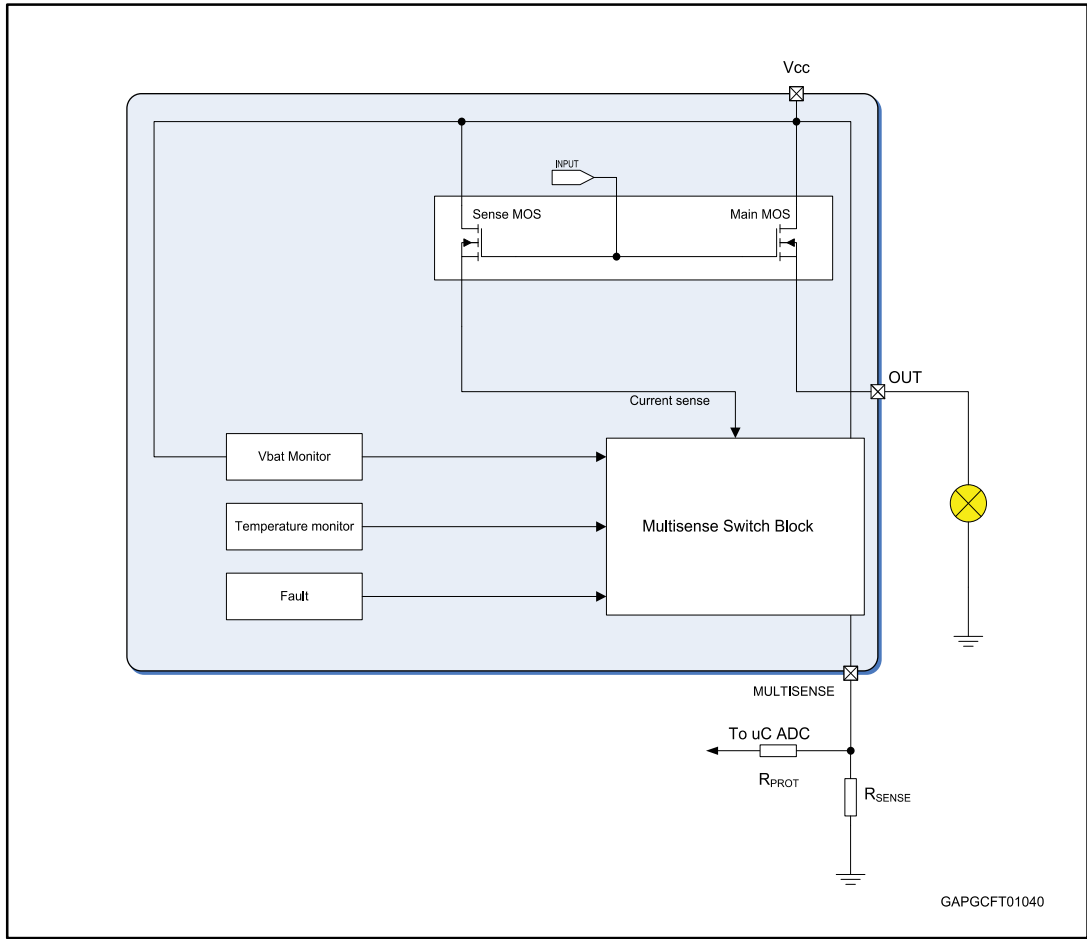 Vcc
INPUT
Sense MOS
Main MOS
OUT
Current sense
Vbat Monitor
Temperature monitor
Multisense Switch Block
Fault
MULTISENSE
To uC ADC
RPROT
RSENSE
GAPGCFT01040